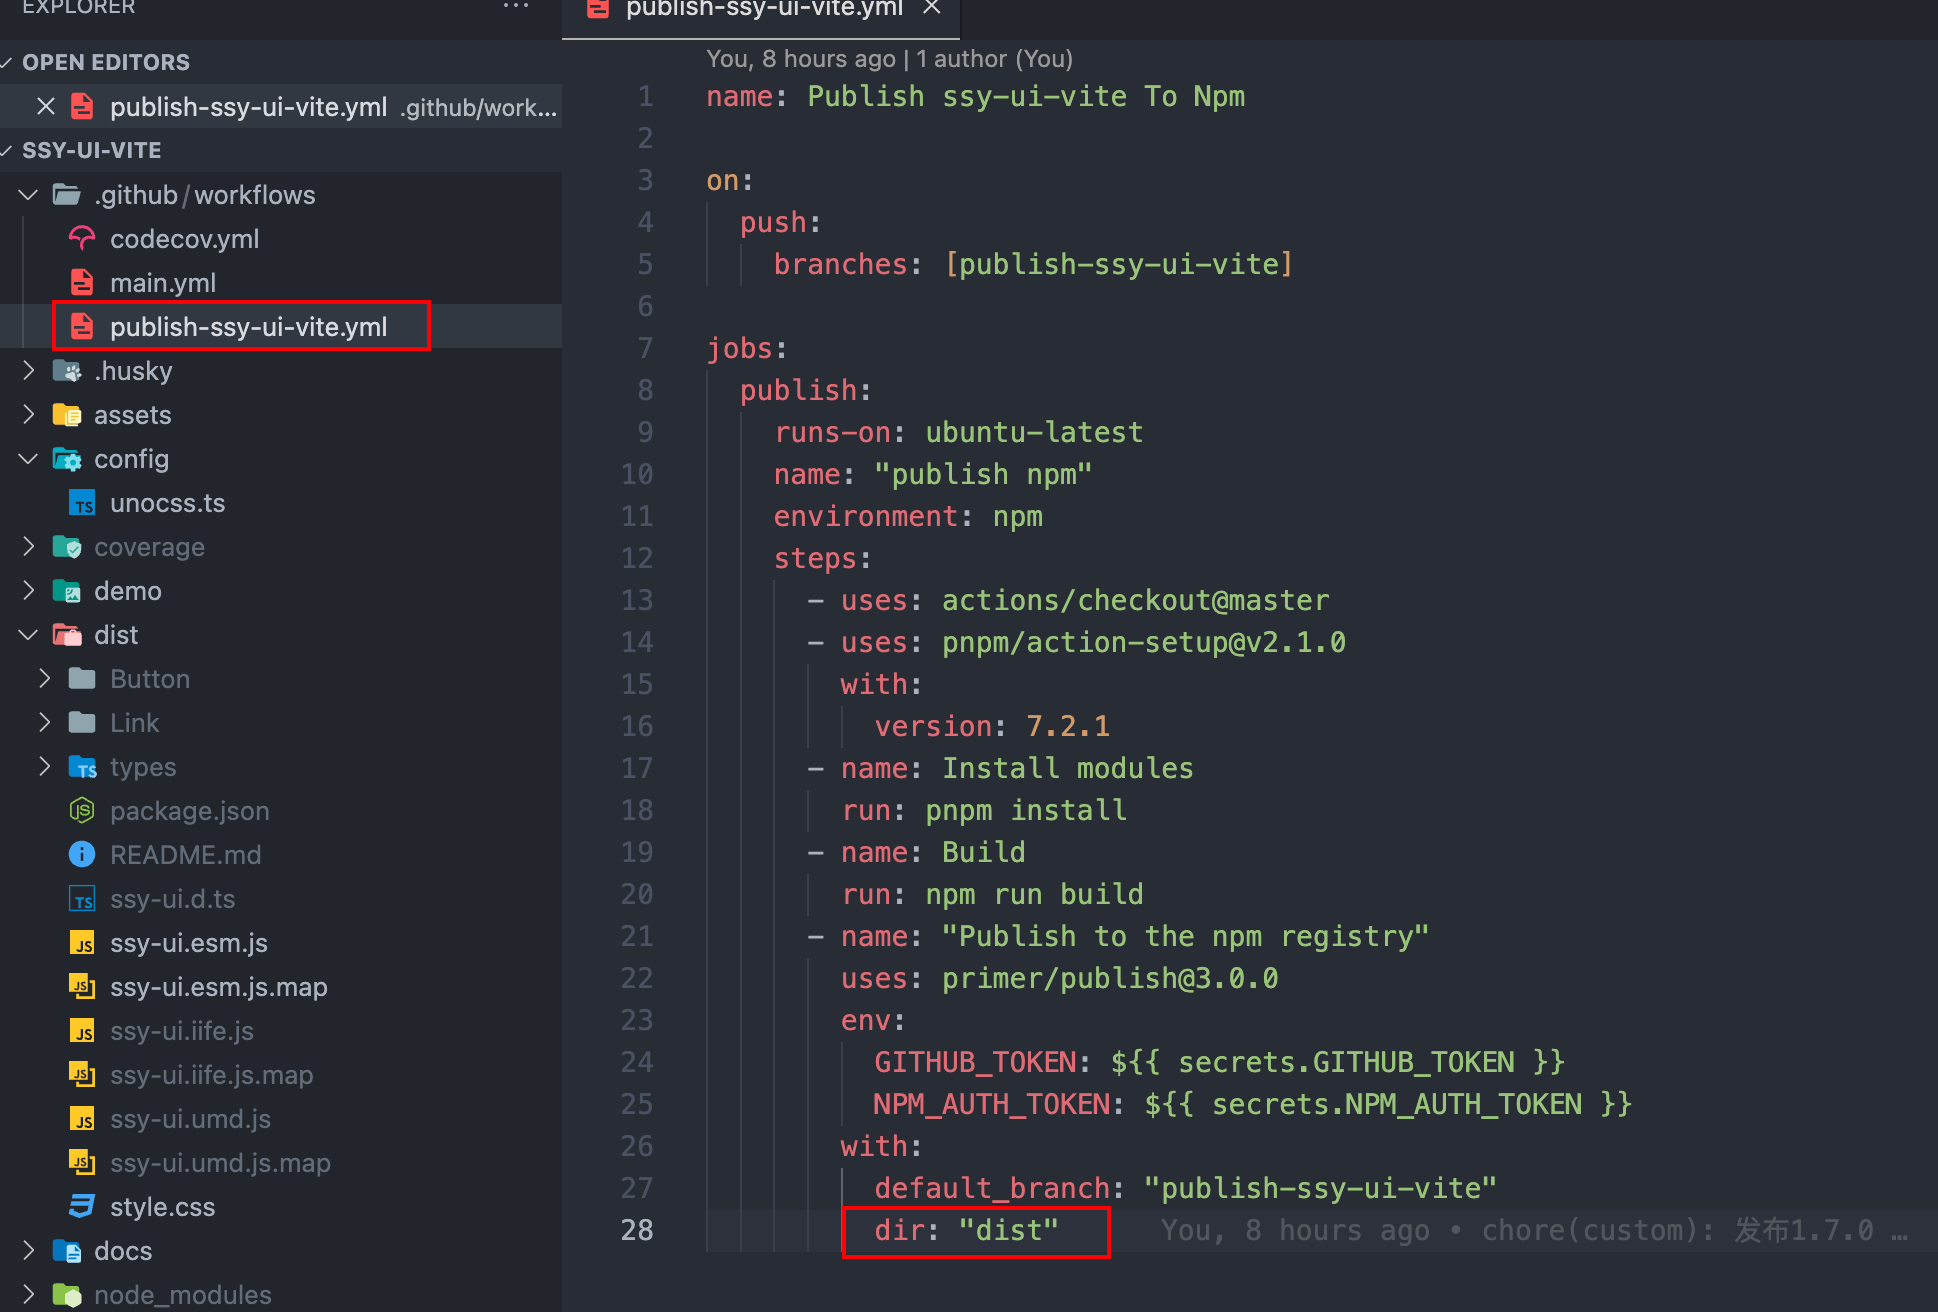 EXPLORER
OPEN EDITORS
publish-ssy-ui-vite.yml .github/work...
SSY-UI-VITE
.github/workflows
codecov.yml
main.yml
publish-ssy-ui-vite.yml
.husky
assets
config
unocss.ts
coverage
demo
dist
Button
Link
types
package.json
README.md
ssy-ui.d.ts
ssy-ui.esm.js
ssy-ui.esm.js.map
ssy-ui.iife.js
ssy-ui.iife.js.map
ssy-ui.umd.js
ssy-ui.umd.js.map
style.css
docs
node_modules
publish-ssy-ui-vite.yml
You, 8 hours ago | 1 author (You)
1 name: Publish ssy-ui-vite To Npm
2
3 on:
4 push:
5 branches: [publish-ssy-ui-vite]
6
7 jobs:
8 publish:
9 runs-on: ubuntu-latest
10 name: "publish npm"
11 environment: npm
12 steps:
13 - uses: actions/checkout@master
14 - uses: pnpm/action-setup@v2.1.0
15 with:
16 version: 7.2.1
17 - name: Install modules
18 run: pnpm install
19 - name: Build
20 run: npm run build
21 - name: "Publish to the npm registry"
22 uses: primer/publish@3.0.0
23 env:
24 GITHUB_TOKEN: ${{ secrets.GITHUB_TOKEN }}
25 NPM_AUTH_TOKEN: ${{ secrets.NPM_AUTH_TOKEN }}
26 with:
27 default_branch: "publish-ssy-ui-vite"
28 dir: "dist" You, 8 hours ago • chore(custom): 发布1.7.0 …